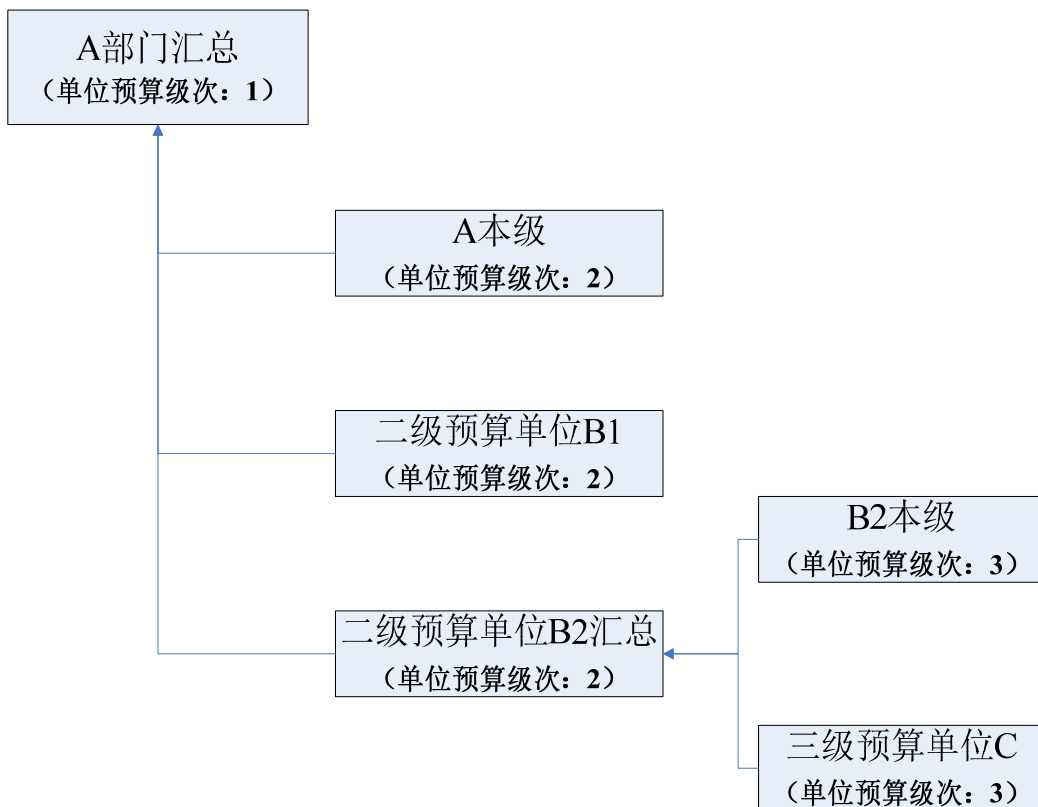 A部门汇总
（单位预算级次：1）
A本级
（单位预算级次：2）
二级预算单位B1
（单位预算级次：2）
B2本级
（单位预算级次：3）
二级预算单位B2汇总
（单位预算级次：2）
三级预算单位C
（单位预算级次：3）